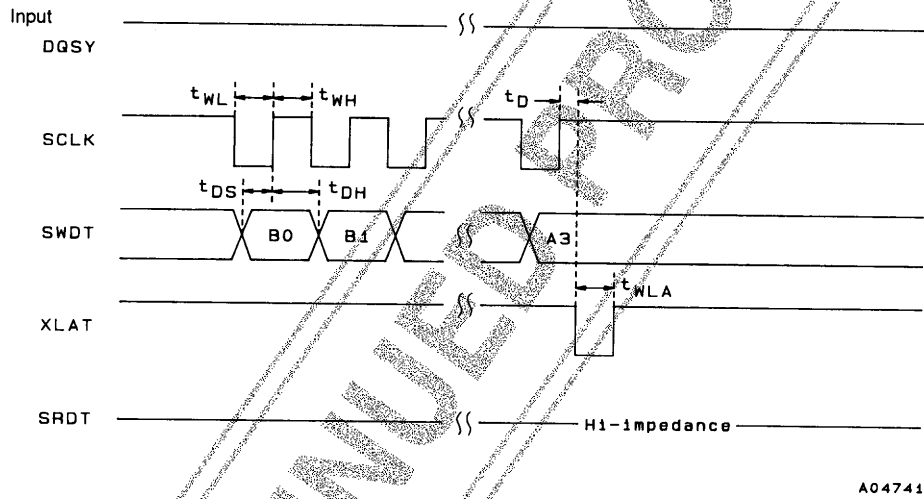 Input
DQSY
tWL
tWH
tD
SCLK
tDS
tDH
SWDT
B0
B1
A3
tWLA
XLAT
SRDT
Hi-impedance
A04741